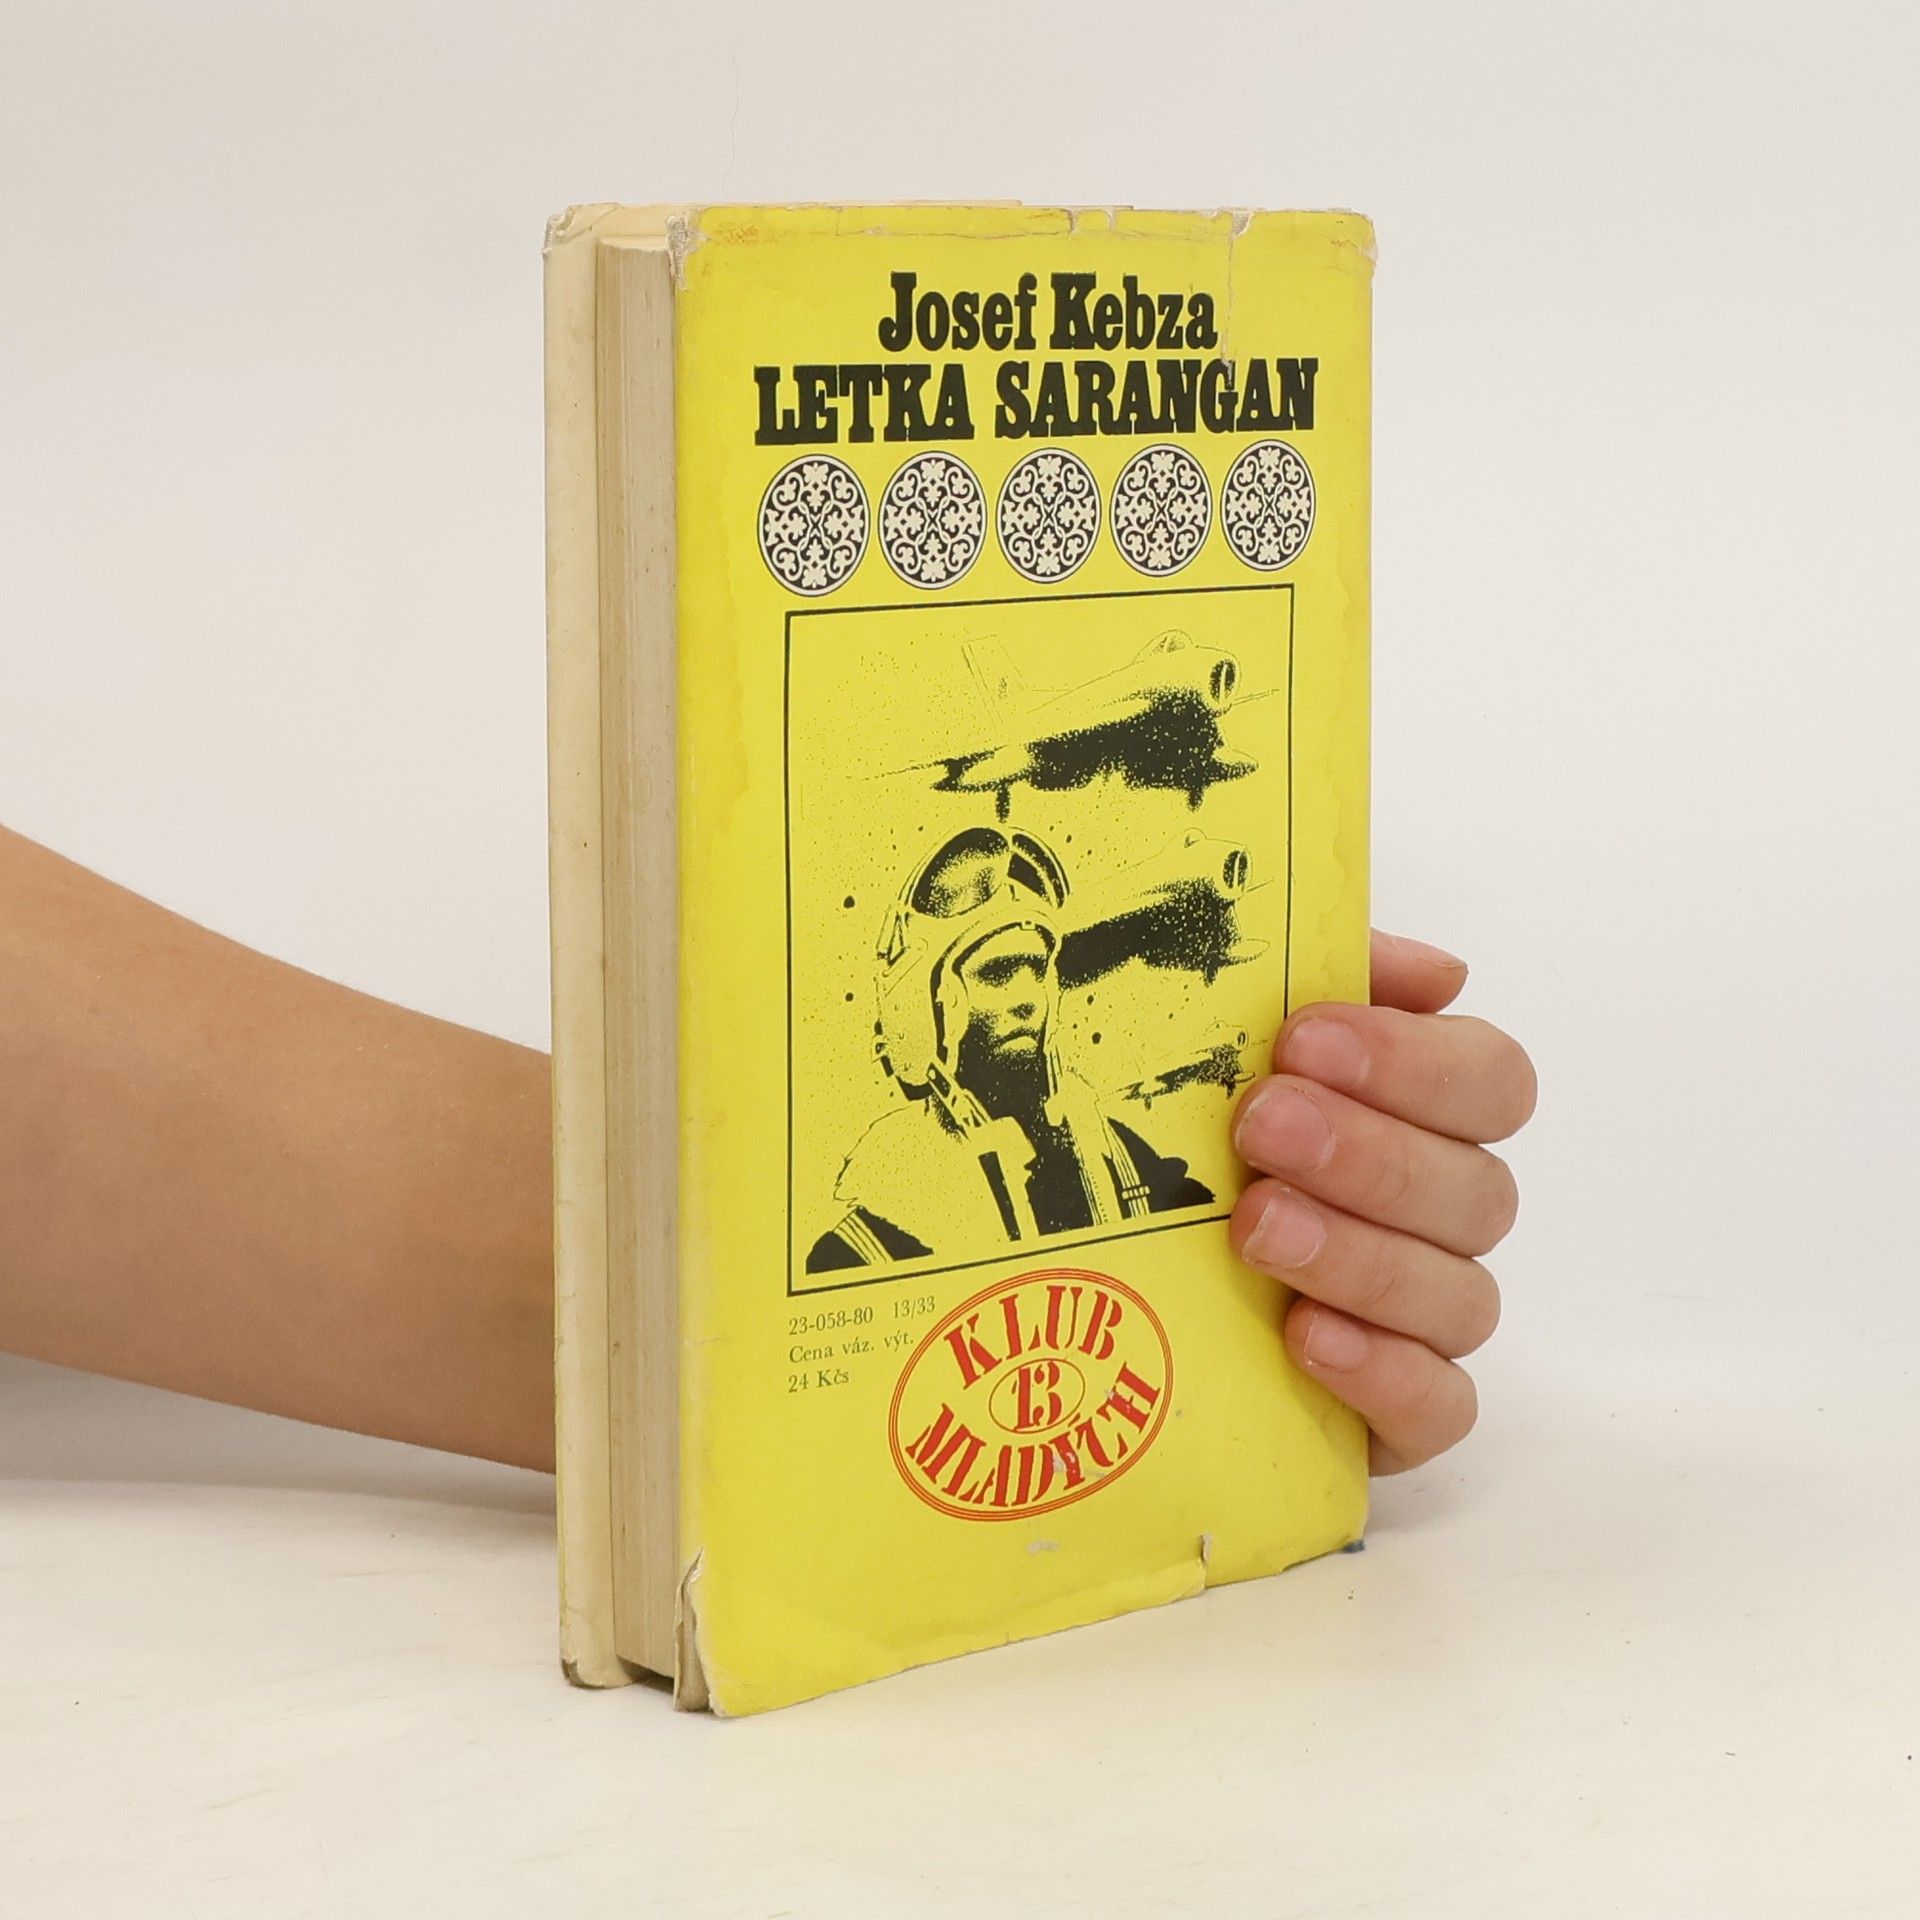 Josef Kebza
LETKA SARANGAN
23-058-80 13/33
Cena váz. výt.
24 Kčs
KLUB
13
MLADÝCH